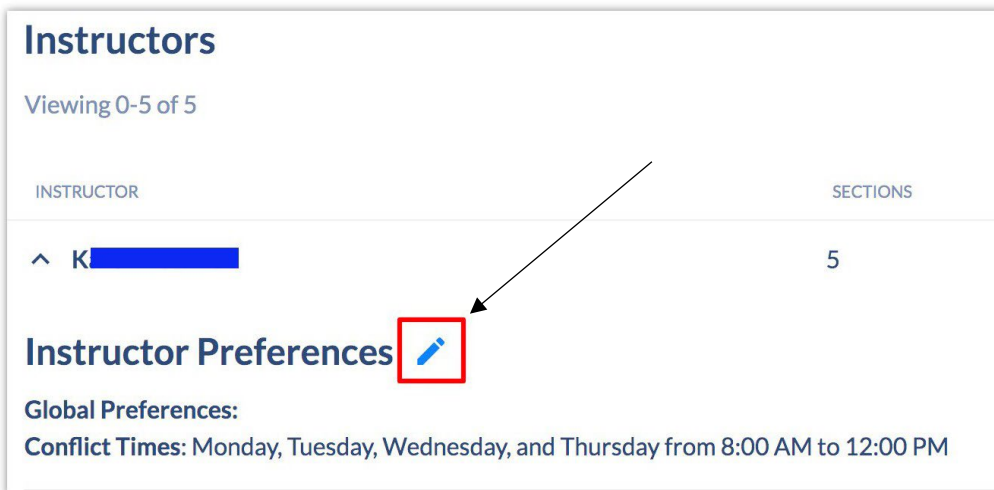 Instructors
Viewing 0-5 of 5
INSTRUCTOR SECTIONS
K 5
Instructor Preferences
Global Preferences:
Conflict Times: Monday, Tuesday, Wednesday, and Thursday from 8:00 AM to 12:00 PM